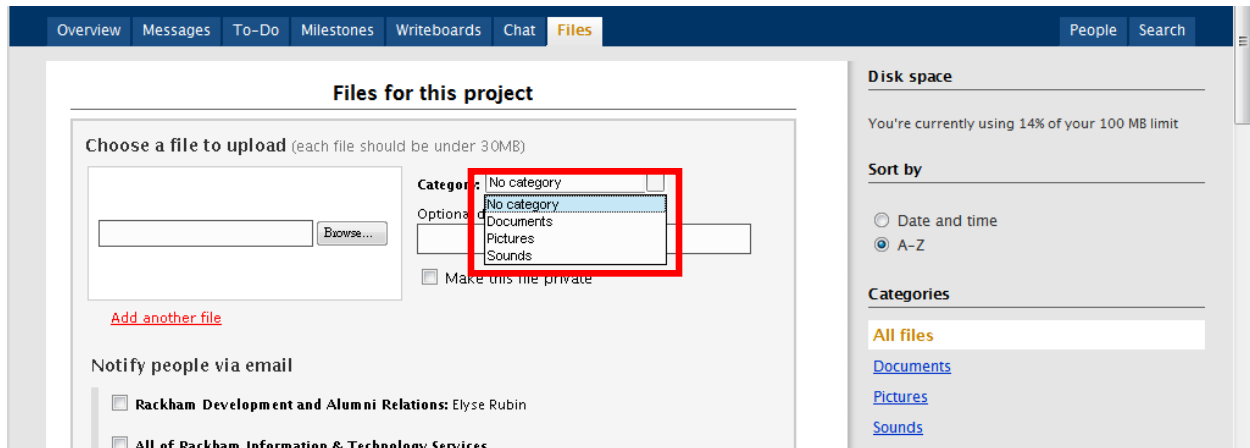 Overview Messages To-Do Milestones Writeboards Chat Files People Search
Files for this project
Choose a file to upload (each file should be under 30MB)
Browse...
Category: No category
No category
Documents
Pictures
Sounds
Optional d
Make this file private
Add another file
Notify people via email
Rackham Development and Alumni Relations: Elyse Rubin
All of Rackham Information & Technology Services
Disk space
You're currently using 14% of your 100 MB limit
Sort by
Date and time
A-Z
Categories
All files
Documents
Pictures
Sounds